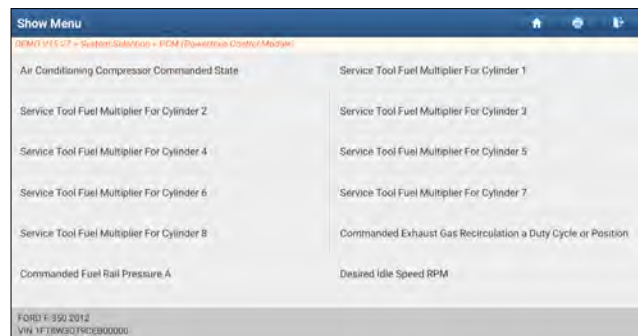 Show Menu
DEMO V15.v7 > System Selection > PCM (Powertrain Control Module)
Air Conditioning Compressor Commanded State
Service Tool Fuel Multiplier For Cylinder 1
Service Tool Fuel Multiplier For Cylinder 2
Service Tool Fuel Multiplier For Cylinder 3
Service Tool Fuel Multiplier For Cylinder 4
Service Tool Fuel Multiplier For Cylinder 5
Service Tool Fuel Multiplier For Cylinder 6
Service Tool Fuel Multiplier For Cylinder 7
Service Tool Fuel Multiplier For Cylinder 8
Commanded Exhaust Gas Recirculation a Duty Cycle or Position
Commanded Fuel Rail Pressure A
Desired Idle Speed RPM
FORD F-350 2012
VIN